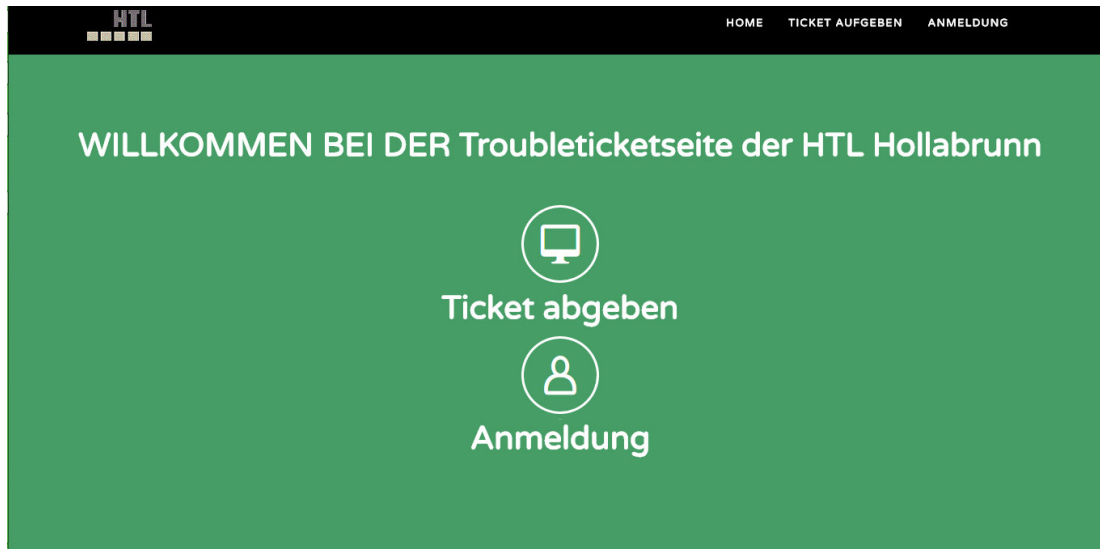 HTL
HOME TICKET AUFGEBEN ANMELDUNG
WILLKOMMEN BEI DER Troubleticketseite der HTL Hollabrunn
Ticket abgeben
Anmeldung